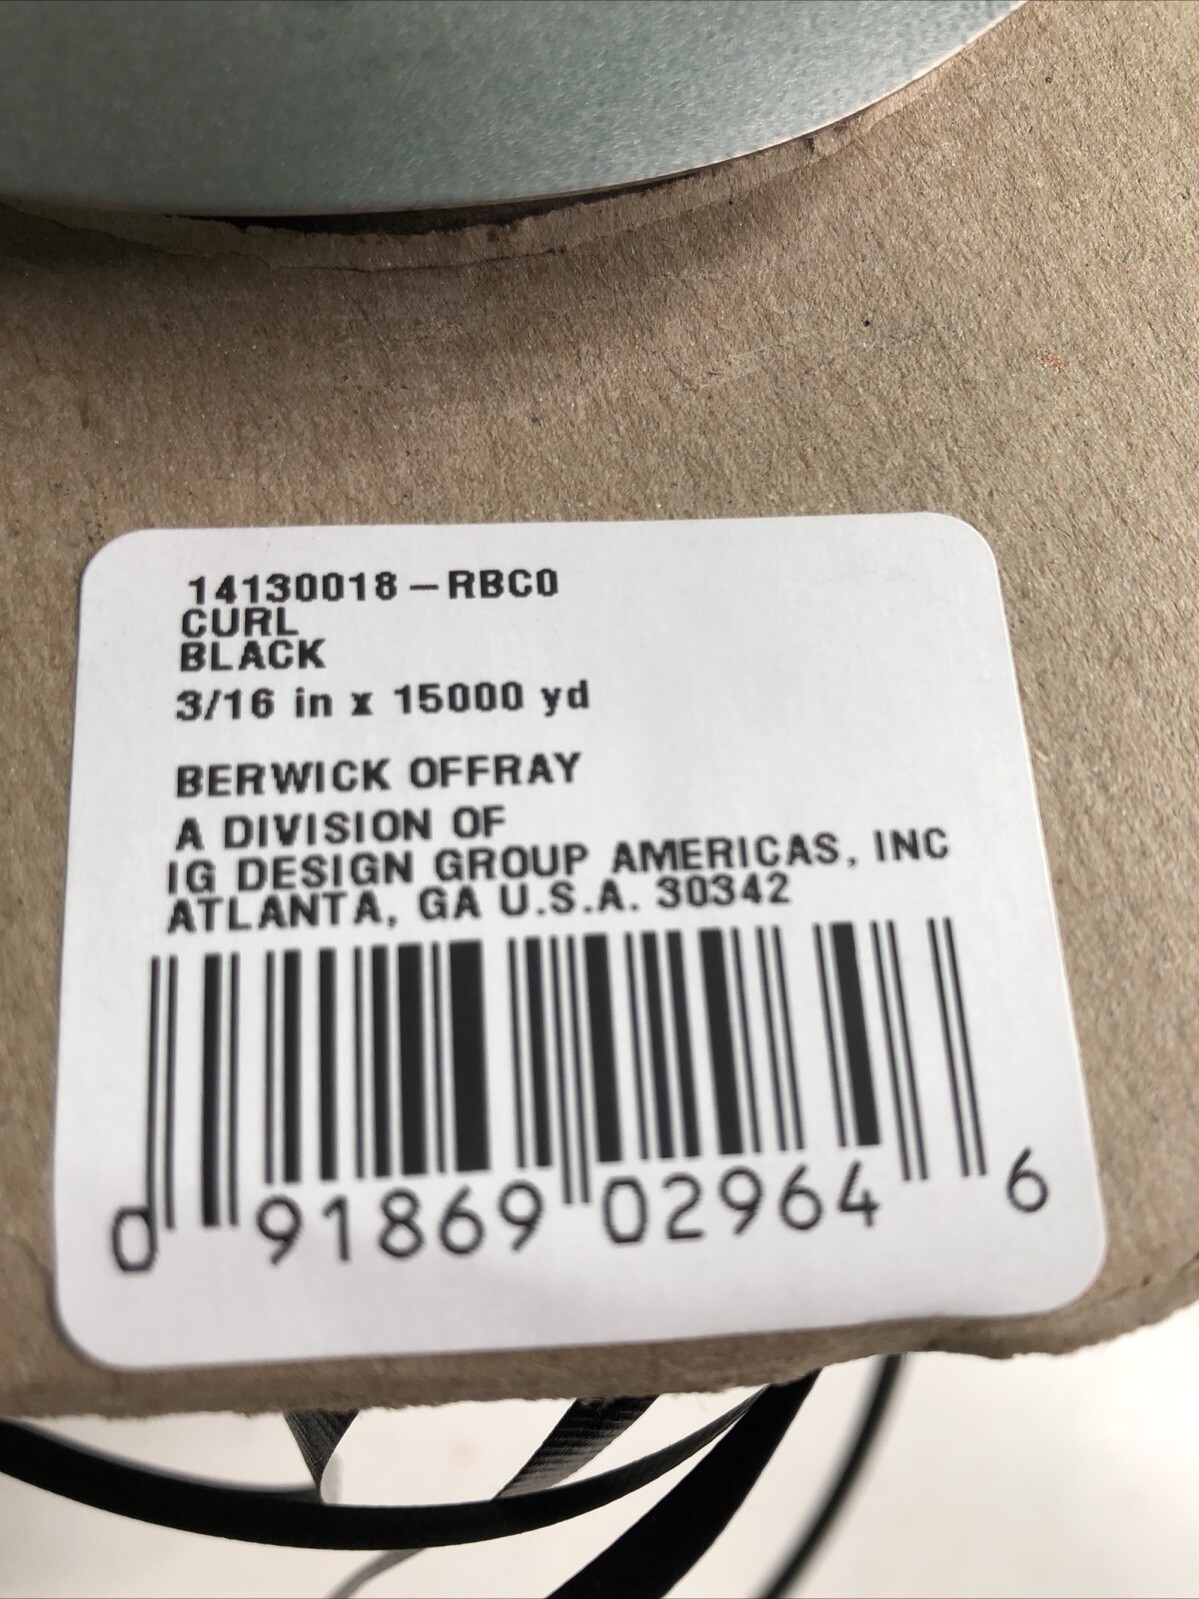 14130018-RBC0
CURL
BLACK
3/16 in x 15000 yd
BERWICK OFFRAY
A DIVISION OF
IG DESIGN GROUP AMERICAS, INC
ATLANTA, GA U.S.A. 30342
0 91869 02964 6